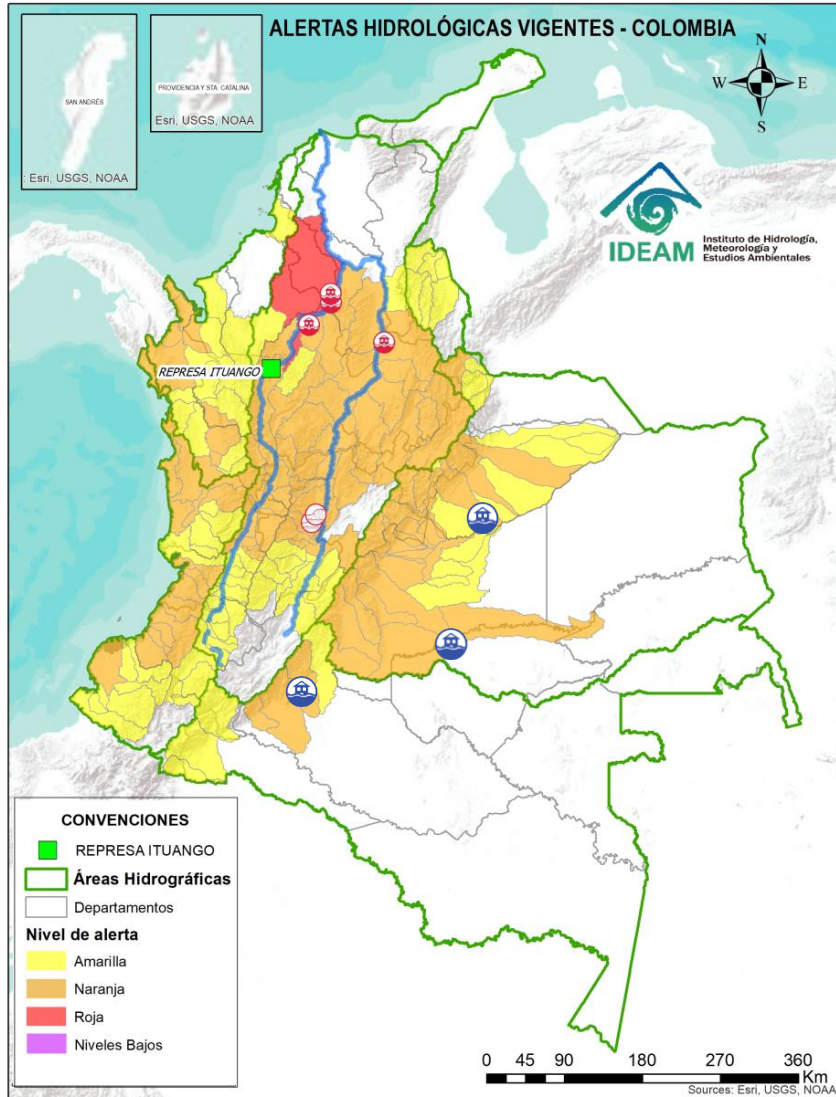 ALERTAS HIDROLÓGICAS VIGENTES - COLOMBIA
SAN ANDRÉS
: Esri, USGS, NOAA
PROVIDENCIA Y STA. CATALINA
Esri, USGS, NOAA
N
W
E
S
IDEAM
Instituto de Hidrología,
Meteorología y
Estudios Ambientales
REPRESA ITUANGO
CONVENCIONES
REPRESA ITUANGO
Áreas Hidrográficas
Departamentos
Nivel de alerta
Amarilla
Naranja
Roja
Niveles Bajos
0 45 90 180 270 360
Km
Sources: Esri, USGS, NOAA